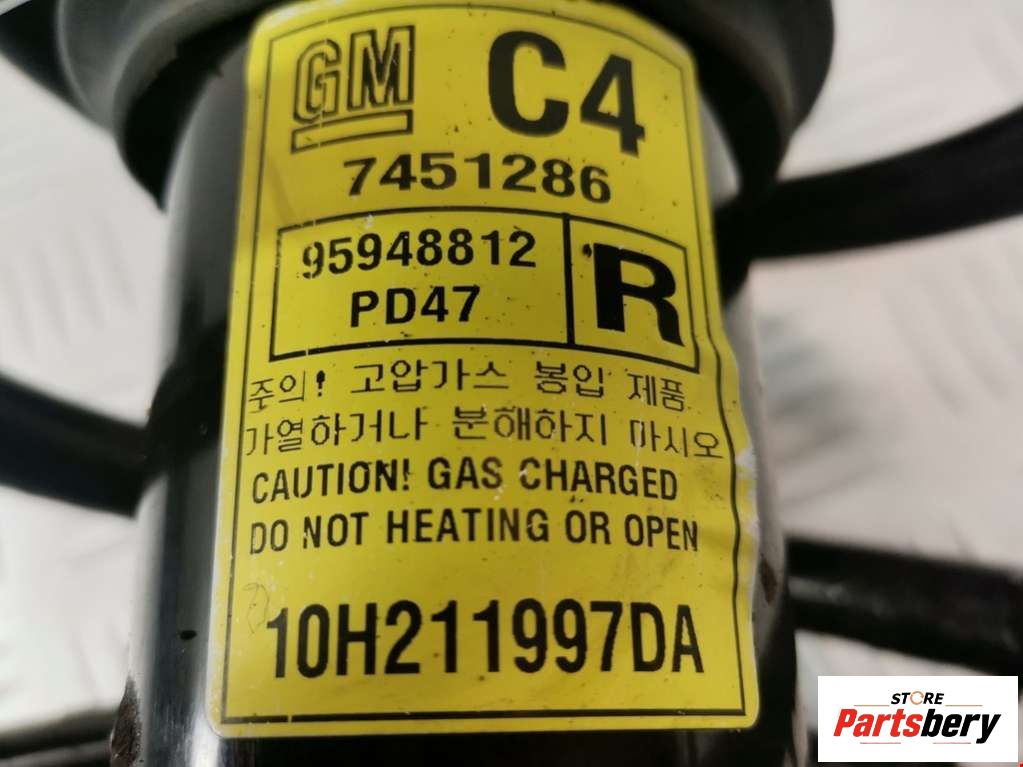 GM C4
7451286
95948812 R
PD47
주의! 고압가스 봉입 제품
가열하거나 분해하지 마시오
CAUTION! GAS CHARGED
DO NOT HEATING OR OPEN
10H211997DA
STORE
Partsbery